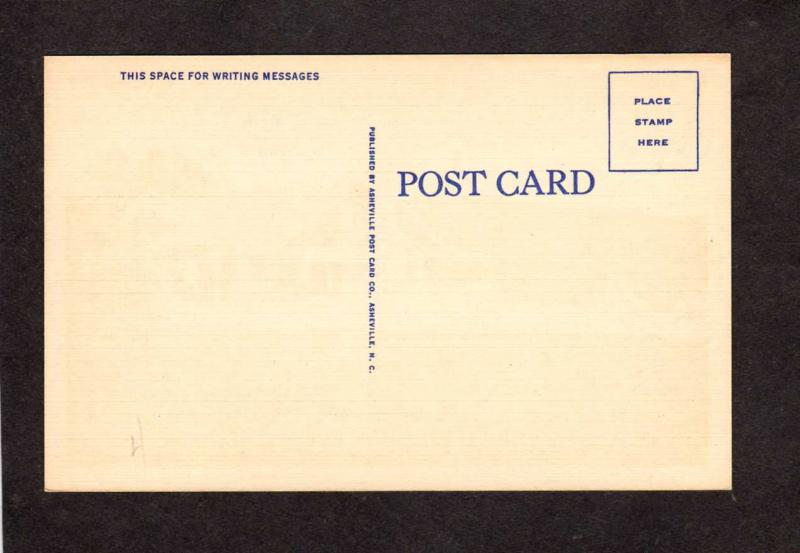 THIS SPACE FOR WRITING MESSAGES
PLACE
STAMP
HERE
POST CARD
PUBLISHED BY ASHEVILLE POST CARD CO., ASHEVILLE, N. C.